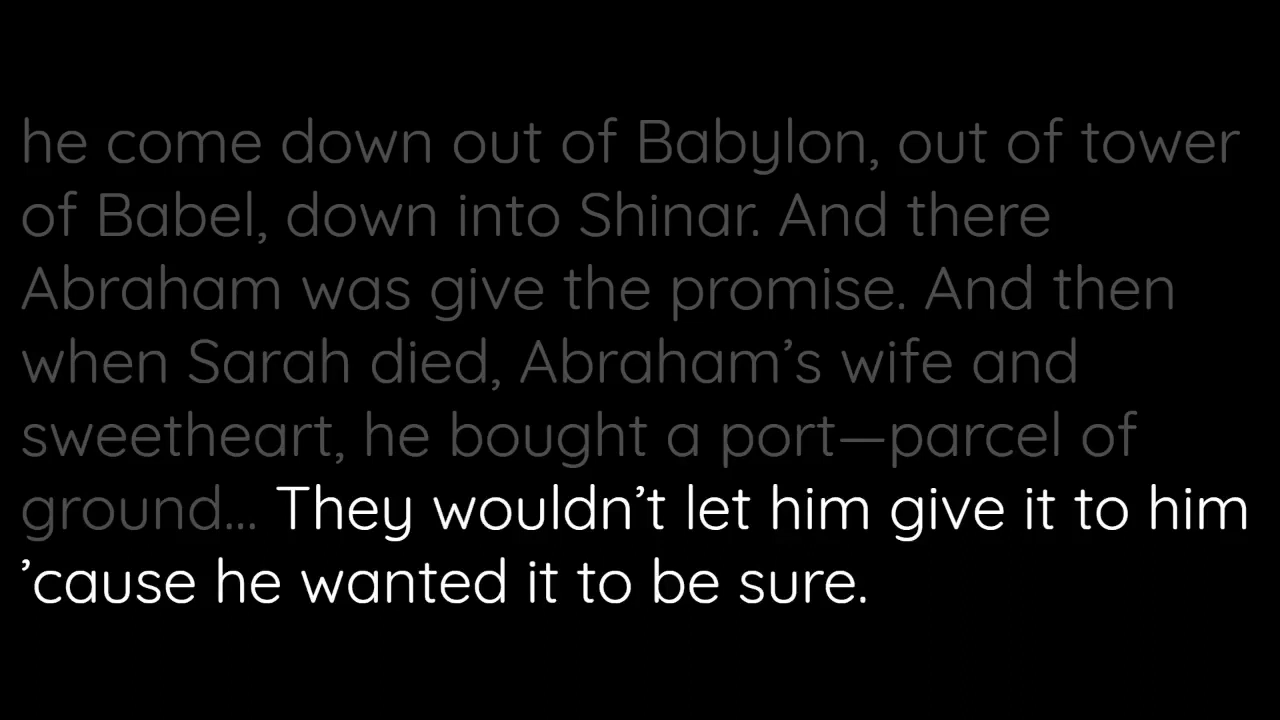 he come down out of Babylon, out of tower
of Babel, down into Shinar. And there
Abraham was give the promise. And then
when Sarah died, Abraham’s wife and
sweetheart, he bought a port—parcel of
ground... They wouldn’t let him give it to him
’cause he wanted it to be sure.